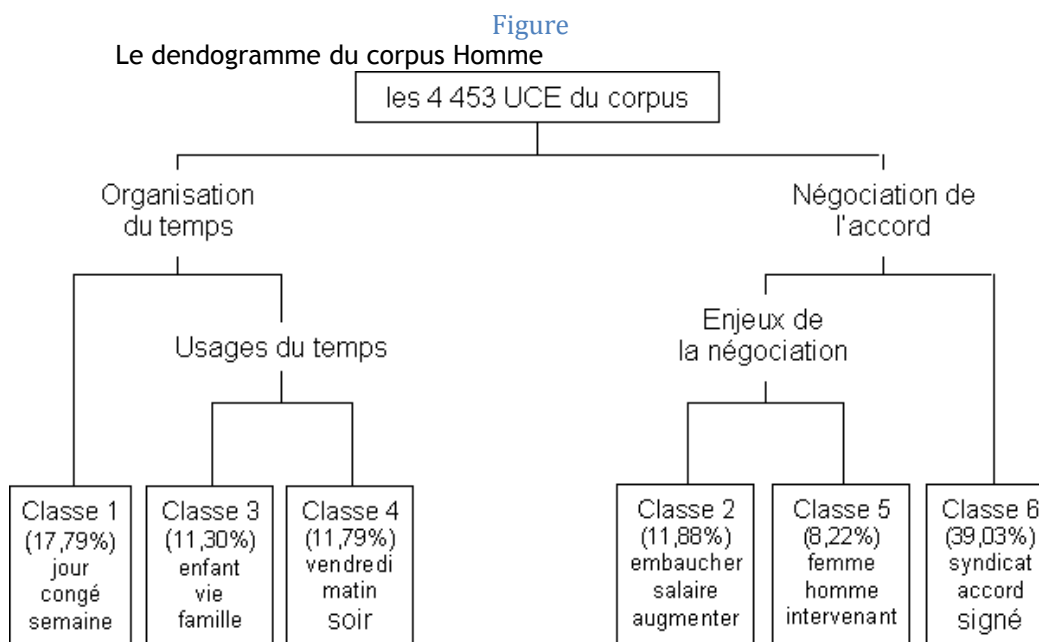 Figure
Le dendogramme du corpus Homme
les 4 453 UCE du corpus
Organisation
du temps
Négociation de
l'accord
Usages du temps
Enjeux de
la négociation
Classe 1
(17,79%)
jour
congé
semaine
Classe 3
(11,30%)
enfant
vie
famille
Classe 4
(11,79%)
vendredi
matin
soir
Classe 2
(11,88%)
embaucher
salaire
augmenter
Classe 5
(8,22%)
femme
homme
intervenant
Classe 6
(39,03%)
syndicat
accord
signé